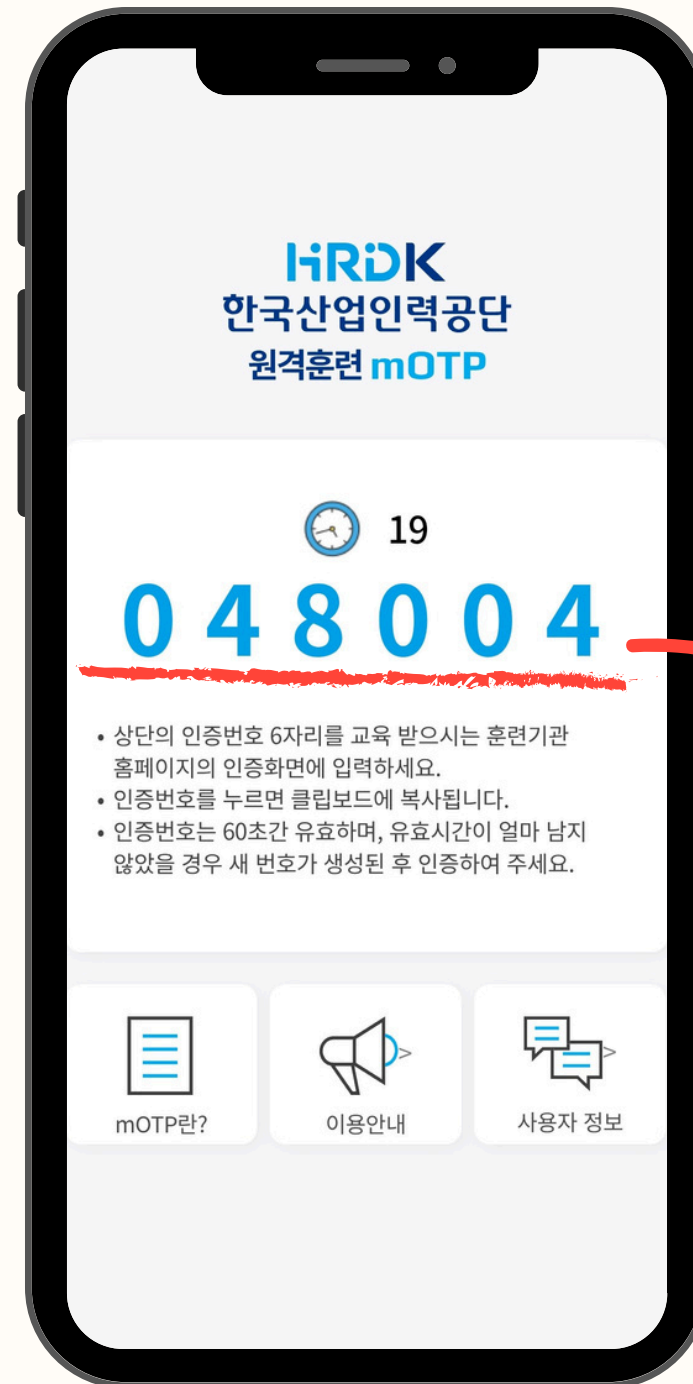 HRDK
한국산업인력공단
원격훈련 mOTP
19
048004
• 상단의 인증번호 6자리를 교육 받으시는 훈련기관
홈페이지의 인증화면에 입력하세요.
• 인증번호를 누르면 클립보드에 복사됩니다.
• 인증번호는 60초간 유효하며, 유효시간이 얼마 남지
않았을 경우 새 번호가 생성된 후 인증하여 주세요.
mOTP란?
이용안내
사용자 정보